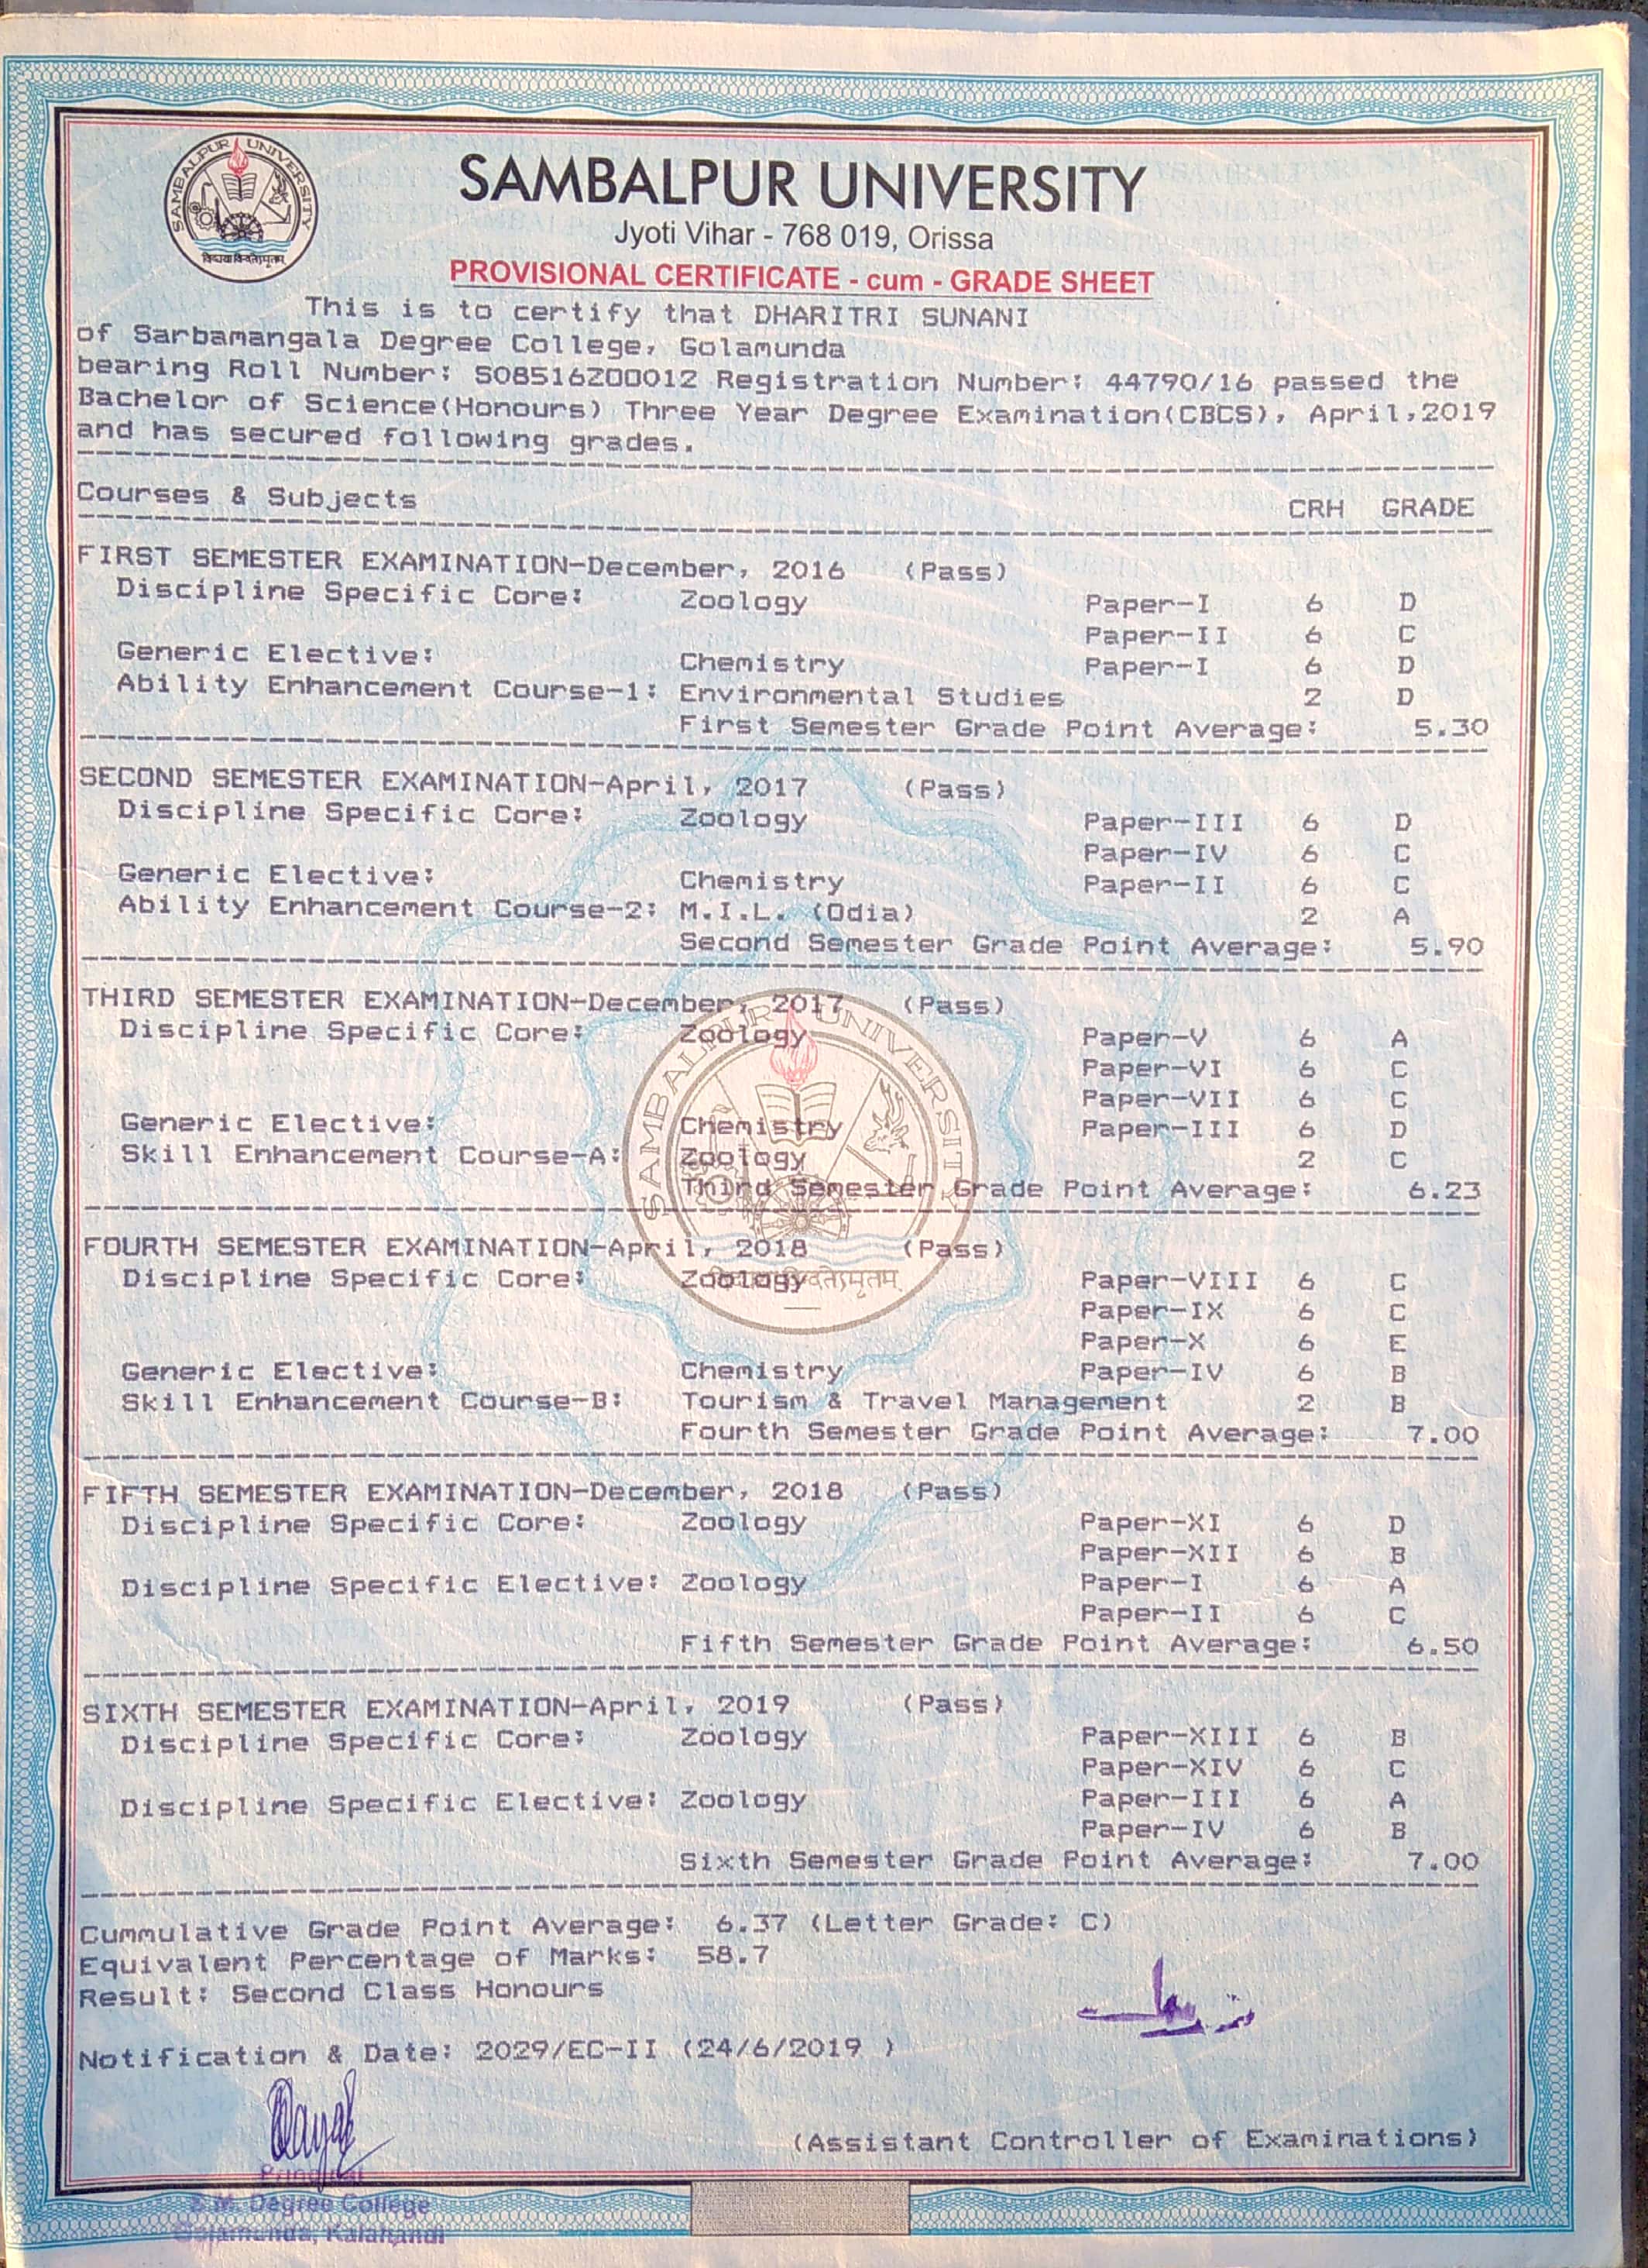 SAMBALPUR UNIVERSITY
SAMBALPUR UNIVERSITY
Jyoti Vihar - 768 019, Orissa
PROVISIONAL CERTIFICATE - cum - GRADE SHEET
This is to certify that DHARITRI SUNANI
of Sarbamangala Degree College, Golamunda
bearing Roll Number: S08516ZOO012 Registration Number: 44790/16 passed the
Bachelor of Science(Honours) Three Year Degree Examination(CBCS), April,2019
and has secured following grades.
Courses & Subjects CRH GRADE
FIRST SEMESTER EXAMINATION-December, 2016 (Pass)
Discipline Specific Core: Zoology Paper-I 6 D
Paper-II 6 C
Generic Elective: Chemistry Paper-I 6 D
Ability Enhancement Course-1: Environmental Studies 2 D
First Semester Grade Point Average: 5.30
SECOND SEMESTER EXAMINATION-April, 2017 (Pass)
Discipline Specific Core: Zoology Paper-III 6 D
Paper-IV 6 C
Generic Elective: Chemistry Paper-II 6 C
Ability Enhancement Course-2: M.I.L. (Odia) 2 A
Second Semester Grade Point Average: 5.90
THIRD SEMESTER EXAMINATION-December, 2017 (Pass)
Discipline Specific Core: Zoology Paper-V 6 A
Paper-VI 6 C
Paper-VII 6 C
Generic Elective: Chemistry Paper-III 6 D
Skill Enhancement Course-A: Zoology 2 C
Third Semester Grade Point Average: 6.23
SAMBALPUR UNIVERSITY
FOURTH SEMESTER EXAMINATION-April, 2018 (Pass)
Discipline Specific Core: Zoology Paper-VIII 6 C
Paper-IX 6 C
Paper-X 6 E
Generic Elective: Chemistry Paper-IV 6 B
Skill Enhancement Course-B: Tourism & Travel Management 2 B
Fourth Semester Grade Point Average: 7.00
FIFTH SEMESTER EXAMINATION-December, 2018 (Pass)
Discipline Specific Core: Zoology Paper-XI 6 D
Paper-XII 6 B
Discipline Specific Elective: Zoology Paper-I 6 A
Paper-II 6 C
Fifth Semester Grade Point Average: 6.50
SIXTH SEMESTER EXAMINATION-April, 2019 (Pass)
Discipline Specific Core: Zoology Paper-XIII 6 B
Paper-XIV 6 C
Discipline Specific Elective: Zoology Paper-III 6 A
Paper-IV 6 B
Sixth Semester Grade Point Average: 7.00
Cummulative Grade Point Average: 6.37 (Letter Grade: C)
Equivalent Percentage of Marks: 58.7
Result: Second Class Honours
Notification & Date: 2029/EC-II (24/6/2019 )
(Assistant Controller of Examinations)
Principal
S.M. Degree College
Golamunda, Kalahandi